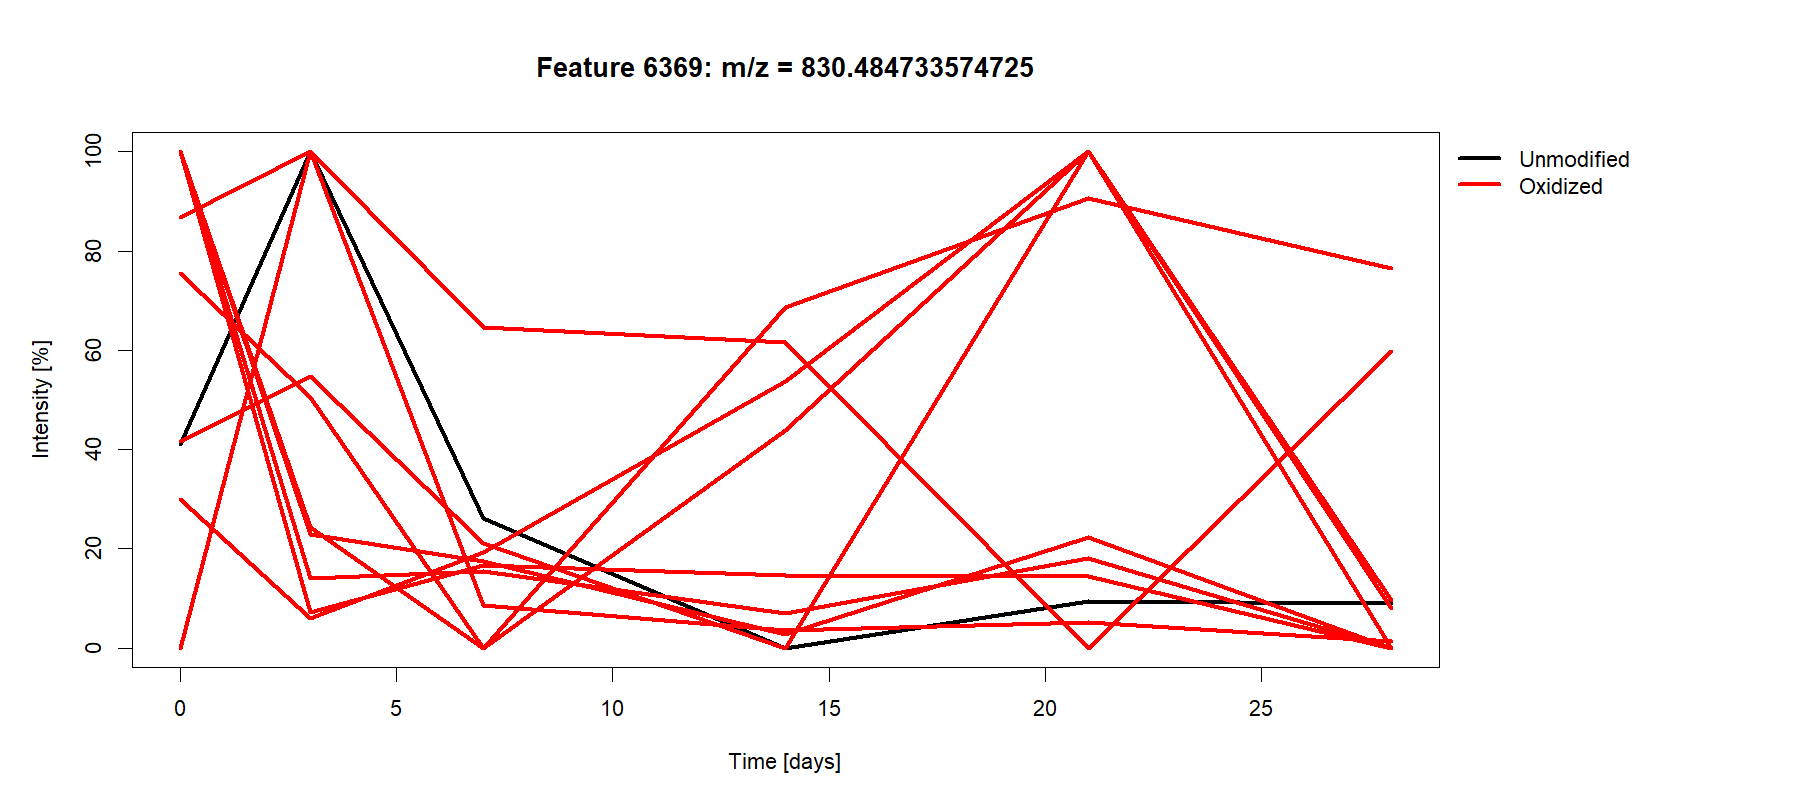 Feature 6369: m/z = 830.484733574725
Unmodified
Oxidized
Intensity [%]
100
80
60
40
20
0
0 5 10 15 20 25
Time [days]